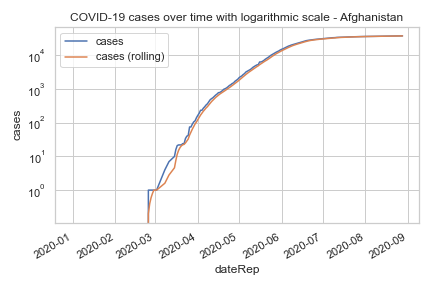 COVID-19 cases over time with logarithmic scale - Afghanistan
cases
cases (rolling)
cases
10⁴
10³
10²
10¹
10⁰
2020-01
2020-02
2020-03
2020-04
2020-05
2020-06
2020-07
2020-08
2020-09
dateRep